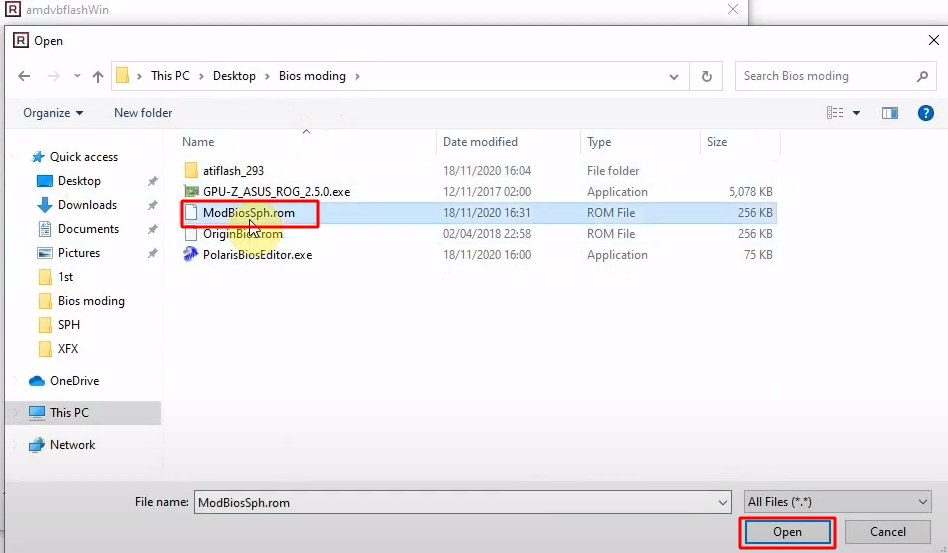 R amdvbflashWin
R Open
This PC > Desktop > Bios moding >
Search Bios moding
Organize
New folder
Name Date modified Type Size
atiflash_293 18/11/2020 16:04 File folder
GPU-Z_ASUS_ROG_2.5.0.exe 12/11/2017 02:00 Application 5,078 KB
ModBiosSph.rom 18/11/2020 16:31 ROM File 256 KB
OriginBios.rom 02/04/2018 22:58 ROM File 256 KB
PolarisBiosEditor.exe 18/11/2020 16:00 Application 75 KB
Quick access
Desktop
Downloads
Documents
Pictures
1st
Bios moding
SPH
XFX
OneDrive
This PC
Network
File name: ModBiosSph.rom
All Files (*.*)
Open
Cancel